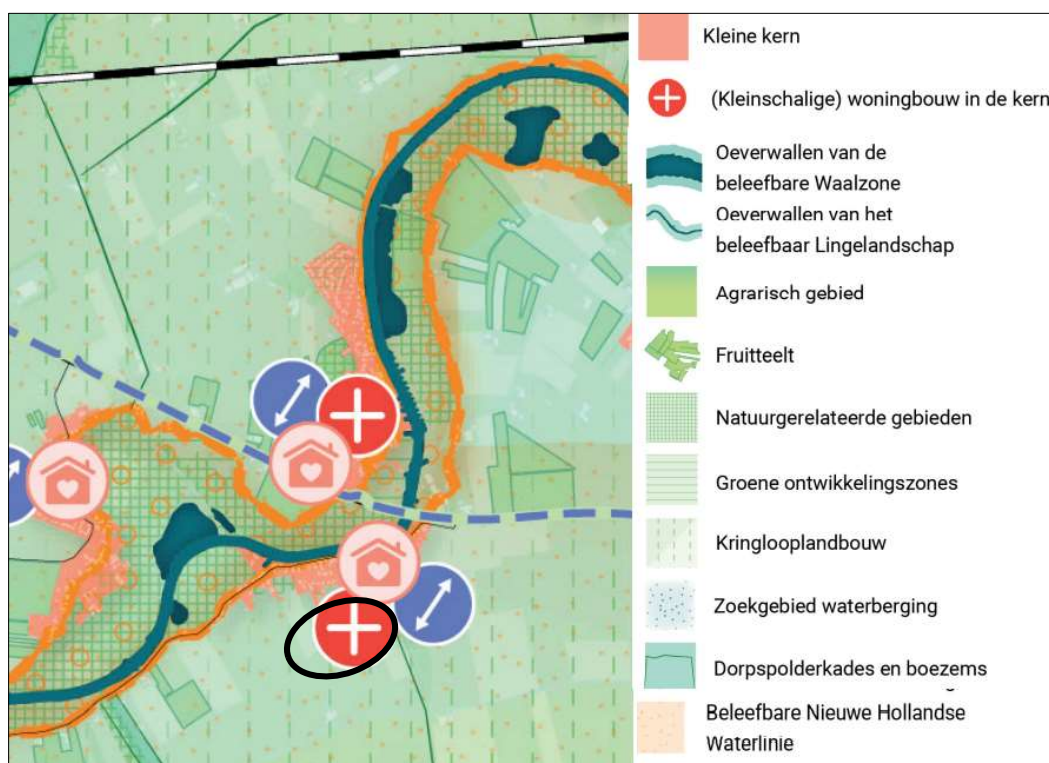 Kleine kern
(Kleinschalige) woningbouw in de kern
Oeverwallen van de
beleefbare Waalzone
Oeverwallen van het
beleefbaar Lingelandschap
Agrarisch gebied
Fruitteelt
Natuurgerelateerde gebieden
Groene ontwikkelingszones
Kringlooplandbouw
Zoekgebied waterberging
Dorpspolderkades en boezems
Beleefbare Nieuwe Hollandse
Waterlinie